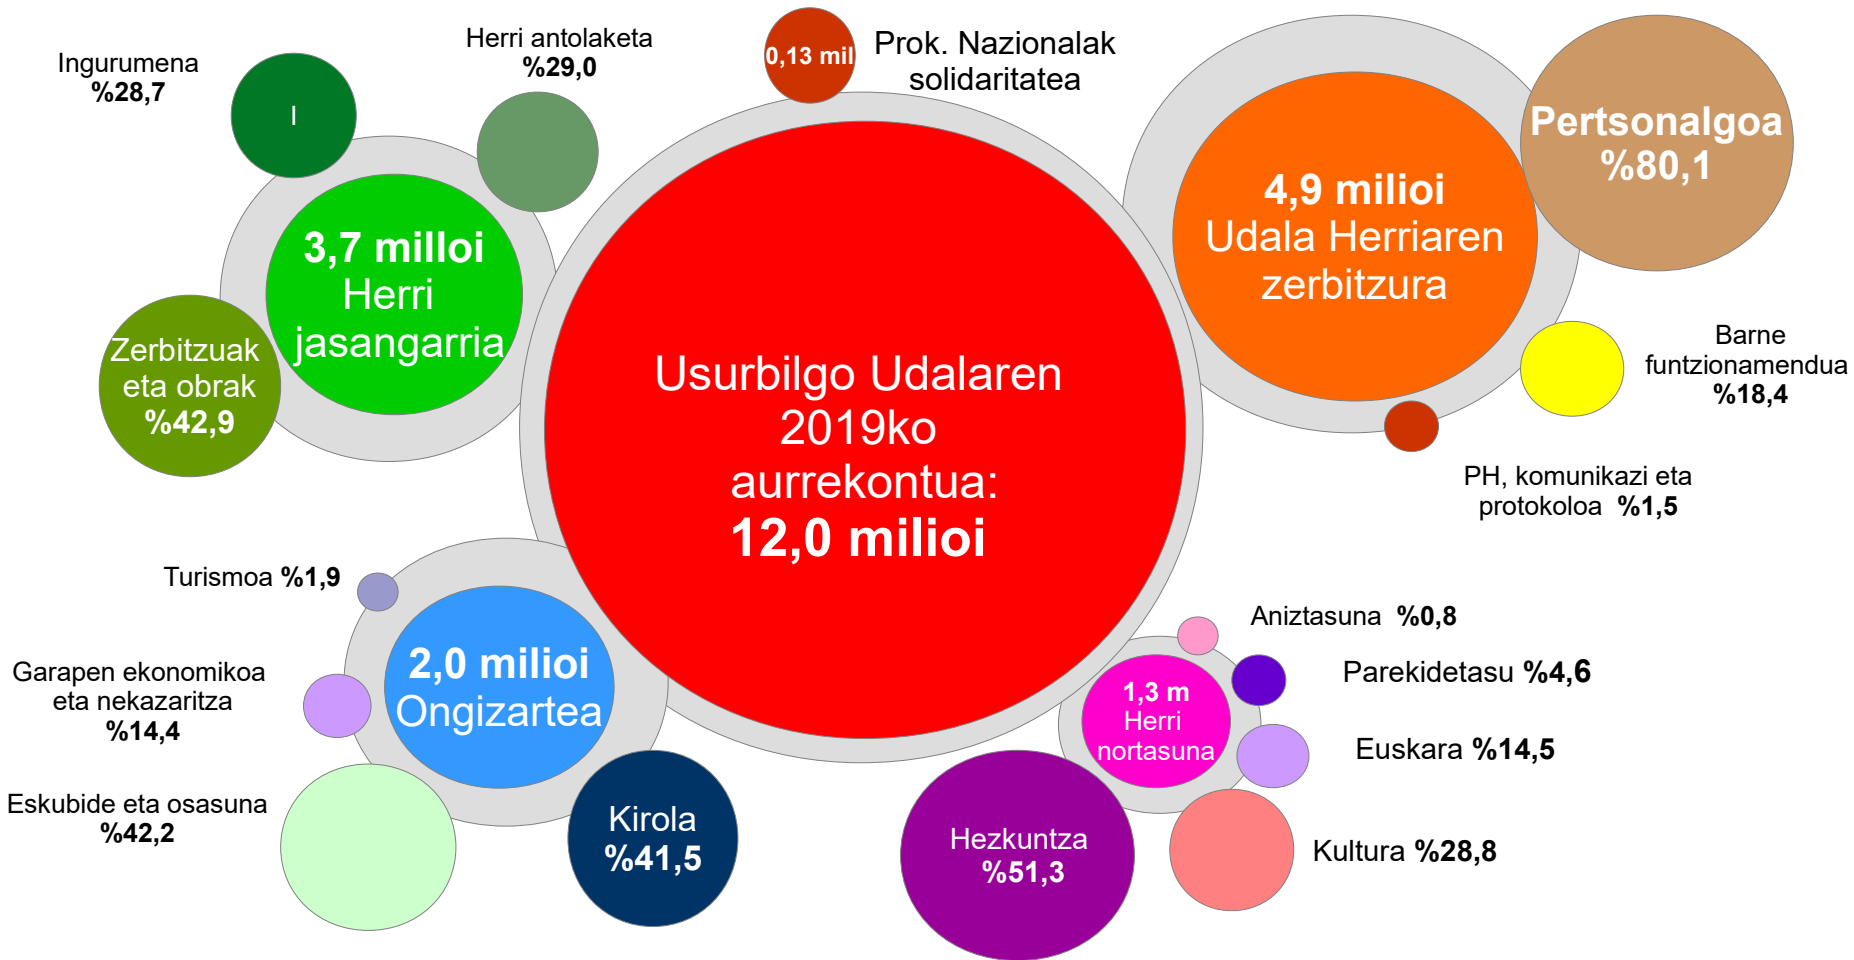 Ingurumena
%28,7
I
Herri antolaketa
%29,0
3,7 milloi
Herri
jasangarria
Zerbitzuak
eta obrak
%42,9
0,13 mil
Prok. Nazionalak
solidaritatea
Usurbilgo Udalaren
2019ko
aurrekontua:
12,0 milioi
4,9 milioi
Udala Herriaren
zerbitzura
Pertsonalgoa
%80,1
Barne
funtzionamendua
%18,4
PH, komunikazi eta
protokoloa %1,5
Turismoa %1,9
2,0 milioi
Ongizartea
Garapen ekonomikoa
eta nekazaritza
%14,4
Eskubide eta osasuna
%42,2
Kirola
%41,5
Aniztasuna %0,8
1,3 m
Herri
nortasuna
Parekidetasu %4,6
Euskara %14,5
Kultura %28,8
Hezkuntza
%51,3